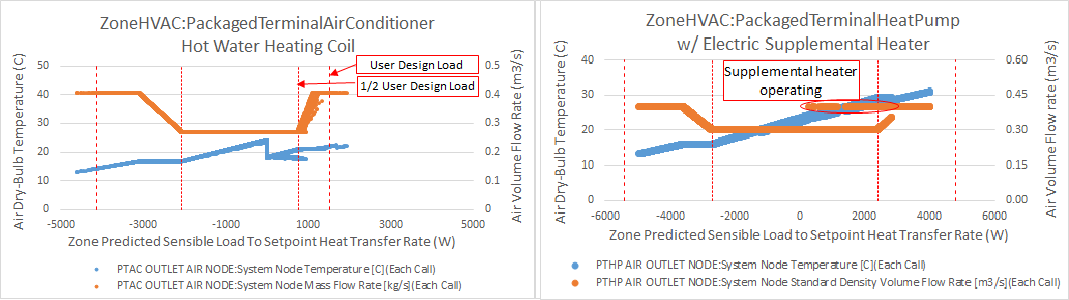 ZoneHVAC:PackagedTerminalAirConditioner
Hot Water Heating Coil
Air Dry-Bulb Temperature (C)
50
40
30
20
10
0
User Design Load
1/2 User Design Load
0.5
0.4
0.3
0.2
0.1
0
Air Volume Flow rate (m3/s)
-5000
-3000
-1000
1000
3000
5000
Zone Predicted Sensible Load To Setpoint Heat Transfer Rate (W)
PTAC OUTLET AIR NODE:System Node Temperature [C](Each Call)
PTAC OUTLET AIR NODE:System Node Mass Flow Rate [kg/s](Each Call)
ZoneHVAC:PackagedTerminalHeatPump
w/ Electric Supplemental Heater
Air Dry-Bulb Temperature (C)
40
30
20
10
0
Supplemental heater
operating
0.60
0.45
0.30
0.15
0.00
Air Volume Flow rate (m3/s)
-6000
-4000
-2000
0
2000
4000
6000
Zone Predicted Sensible Load to Setpoint Heat Transfer Rate (W)
PTHP AIR OUTLET NODE:System Node Temperature [C](Each Call)
PTHP AIR OUTLET NODE:System Node Standard Density Volume Flow Rate [m3/s](Each Call)